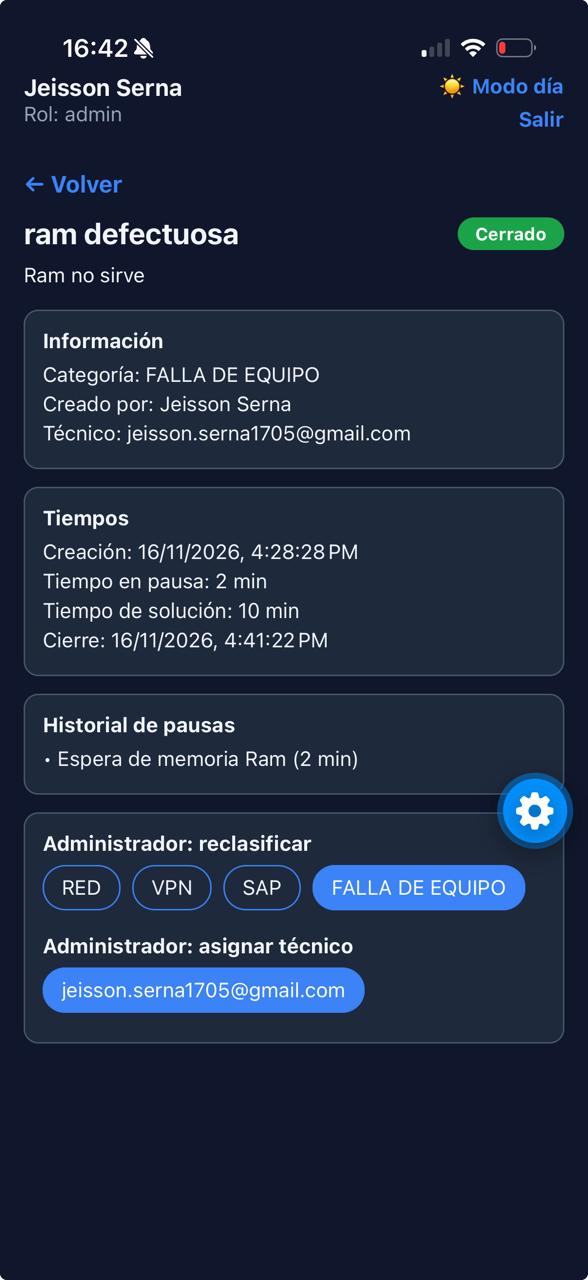 16:42
Jeisson Serna
Rol: admin
☀️ Modo día
Salir
← Volver
ram defectuosa
Cerrado
Ram no sirve
Información
Categoría: FALLA DE EQUIPO
Creado por: Jeisson Serna
Técnico: jeisson.serna1705@gmail.com
Tiempos
Creación: 16/11/2026, 4:28:28 PM
Tiempo en pausa: 2 min
Tiempo de solución: 10 min
Cierre: 16/11/2026, 4:41:22 PM
Historial de pausas
• Espera de memoria Ram (2 min)
Administrador: reclasificar
RED VPN SAP FALLA DE EQUIPO
Administrador: asignar técnico
jeisson.serna1705@gmail.com